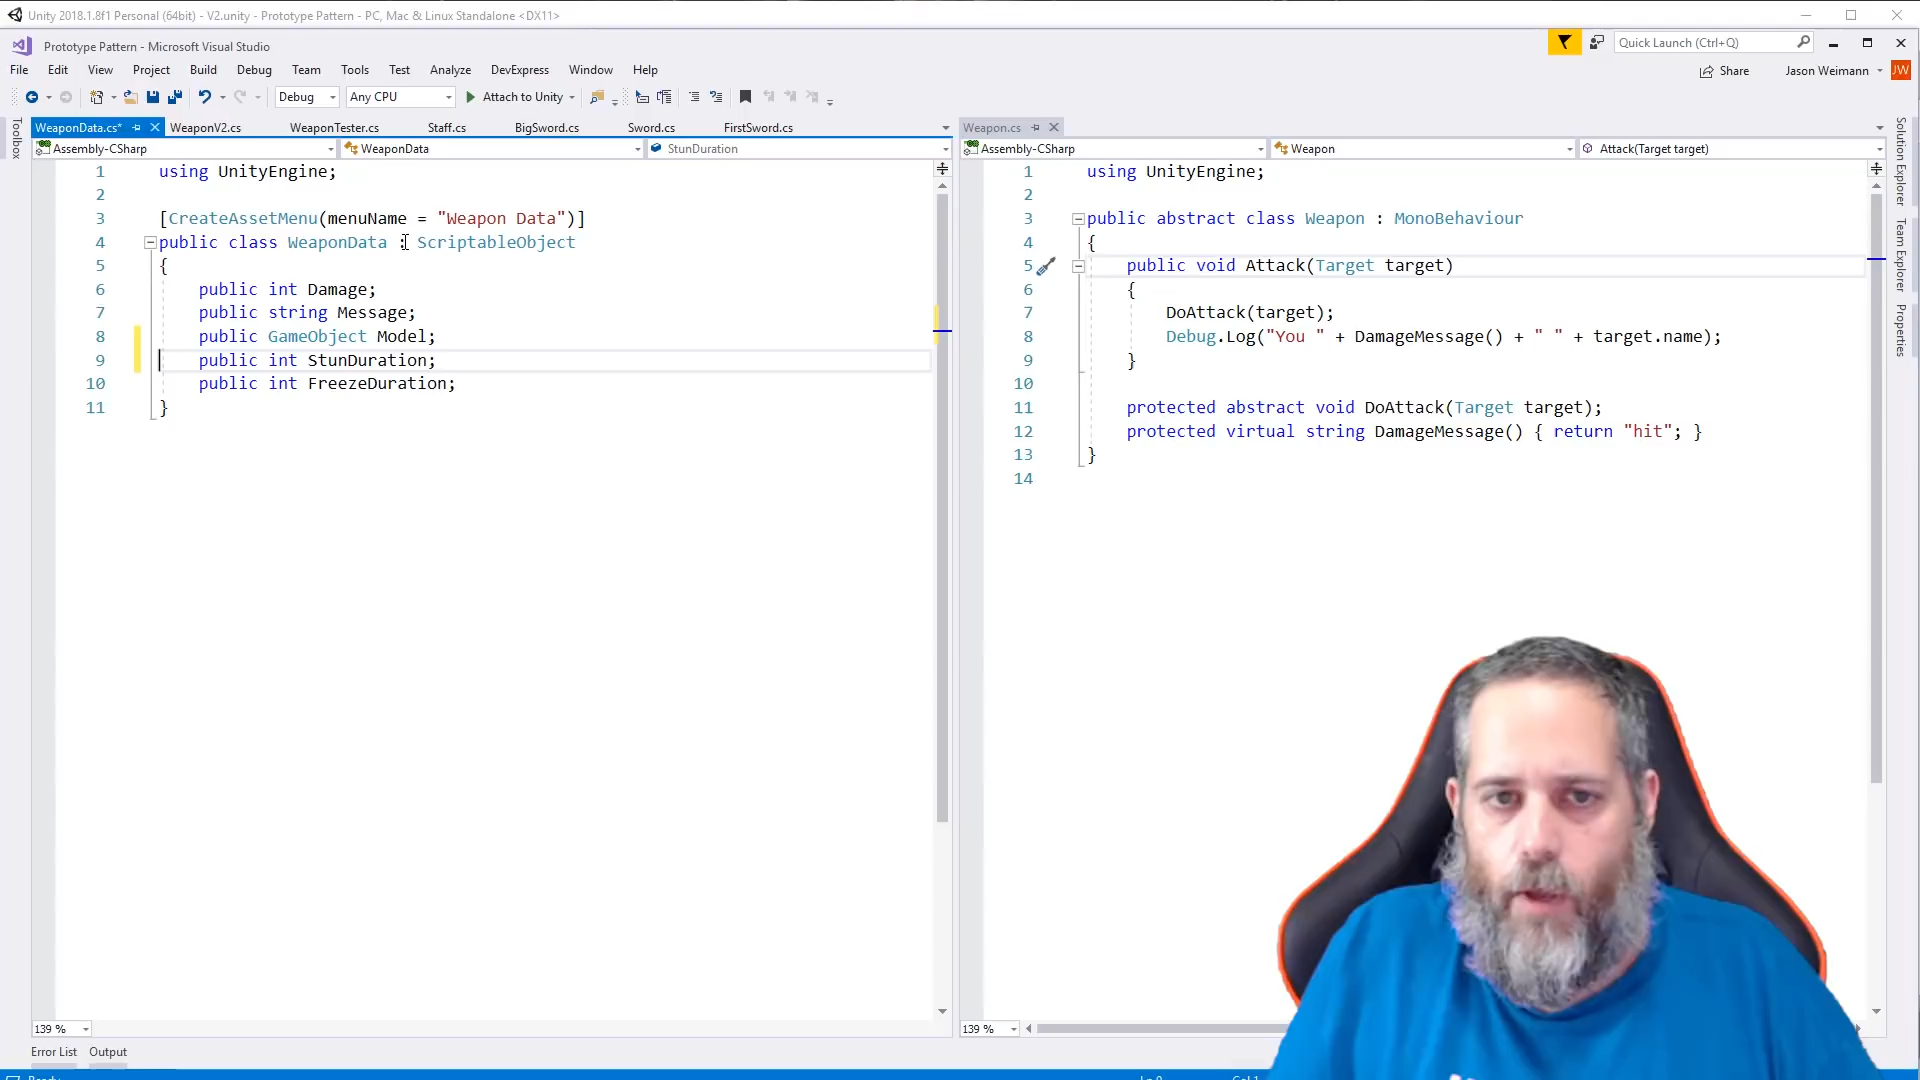 Unity 2018.1.8f1 Personal (64bit) - V2.unity - Prototype Pattern - PC, Mac & Linux Standalone <DX11>
Prototype Pattern - Microsoft Visual Studio
Quick Launch (Ctrl+Q)
File Edit View Project Build Debug Team Tools Test Analyze DevExpress Window Help
Share Jason Weimann JW
Debug Any CPU Attach to Unity
WeaponData.cs* WeaponV2.cs WeaponTester.cs Staff.cs BigSword.cs Sword.cs FirstSword.cs
Assembly-CSharp WeaponData StunDuration
1 using UnityEngine;
2
3 [CreateAssetMenu(menuName = "Weapon Data")]
4 public class WeaponData : ScriptableObject
5 {
6 public int Damage;
7 public string Message;
8 public GameObject Model;
9 public int StunDuration;
10 public int FreezeDuration;
11 }
139 %
Weapon.cs
Assembly-CSharp Weapon Attack(Target target)
1 using UnityEngine;
2
3 public abstract class Weapon : MonoBehaviour
4 {
5 public void Attack(Target target)
6 {
7 DoAttack(target);
8 Debug.Log("You " + DamageMessage() + " " + target.name);
9 }
10
11 protected abstract void DoAttack(Target target);
12 protected virtual string DamageMessage() { return "hit"; }
13 }
14
139 %
Toolbox
Solution Explorer
Team Explorer
Properties
Error List Output